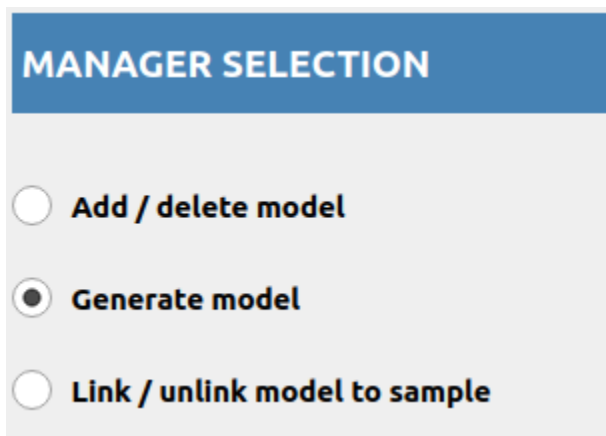 MANAGER SELECTION
Add / delete model
Generate model
Link / unlink model to sample